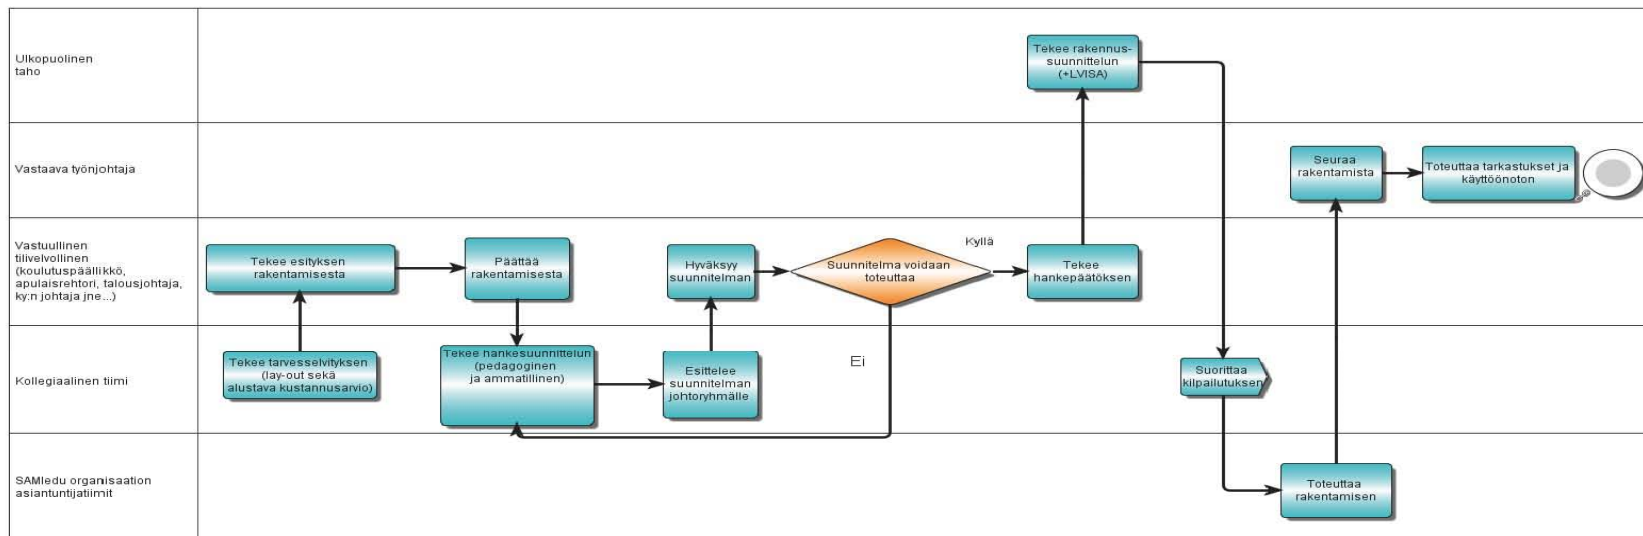 Ulkopuolinen
taho
Tekee rakennus-
suunnittelun
(+LVISA)
Vastaava työnjohtaja
Seuraa
rakentamista
Toteuttaa tarkastukset ja
käyttöönoton
Vastuullinen
tilivelvollinen
(koulutuspäällikkö,
apulaisrehtori, talousjohtaja,
ky:n johtaja jne...)
Tekee esityksen
rakentamisesta
Päättää
rakentamisesta
Hyväksyy
suunnitelman
Suunnitelma voidaan
toteuttaa
Kyllä
Tekee
hankepäätöksen
Kollegiaalinen tiimi
Tekee tarvesselvityksen
(lay-out sekä
alustava kustannusarvio)
Tekee hankesuunnittelun
(pedagoginen
ja ammatillinen)
Esittelee
suunnitelman
johtoryhmälle
Ei
Suorittaa
kilpailutuksen
SAMIedu organisaation
asiantuntijatiimit
Toteuttaa
rakentamisen